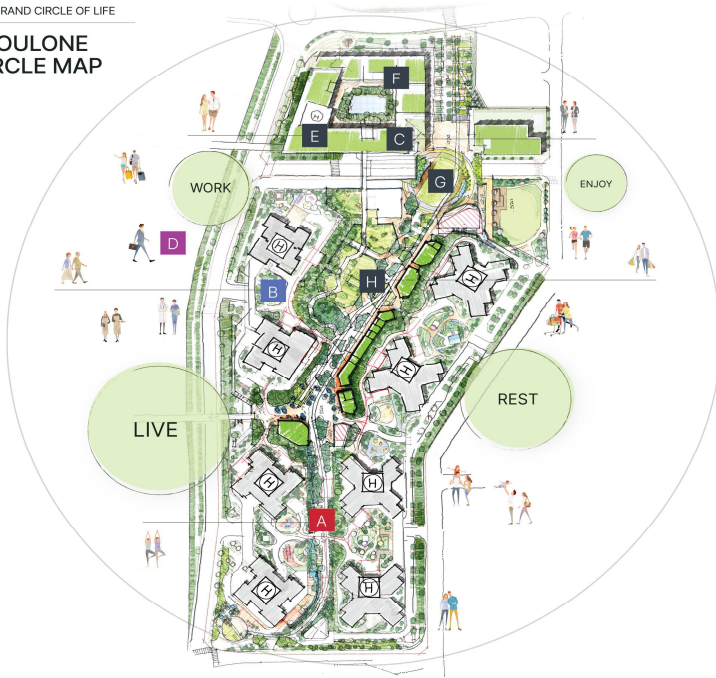 RAND CIRCLE OF LIFE
OULONE
RCLE MAP
F
H
E
C
WORK
G
ENJOY
D
H
H
H
B
H
H
LIVE
REST
H
H
A
H
H